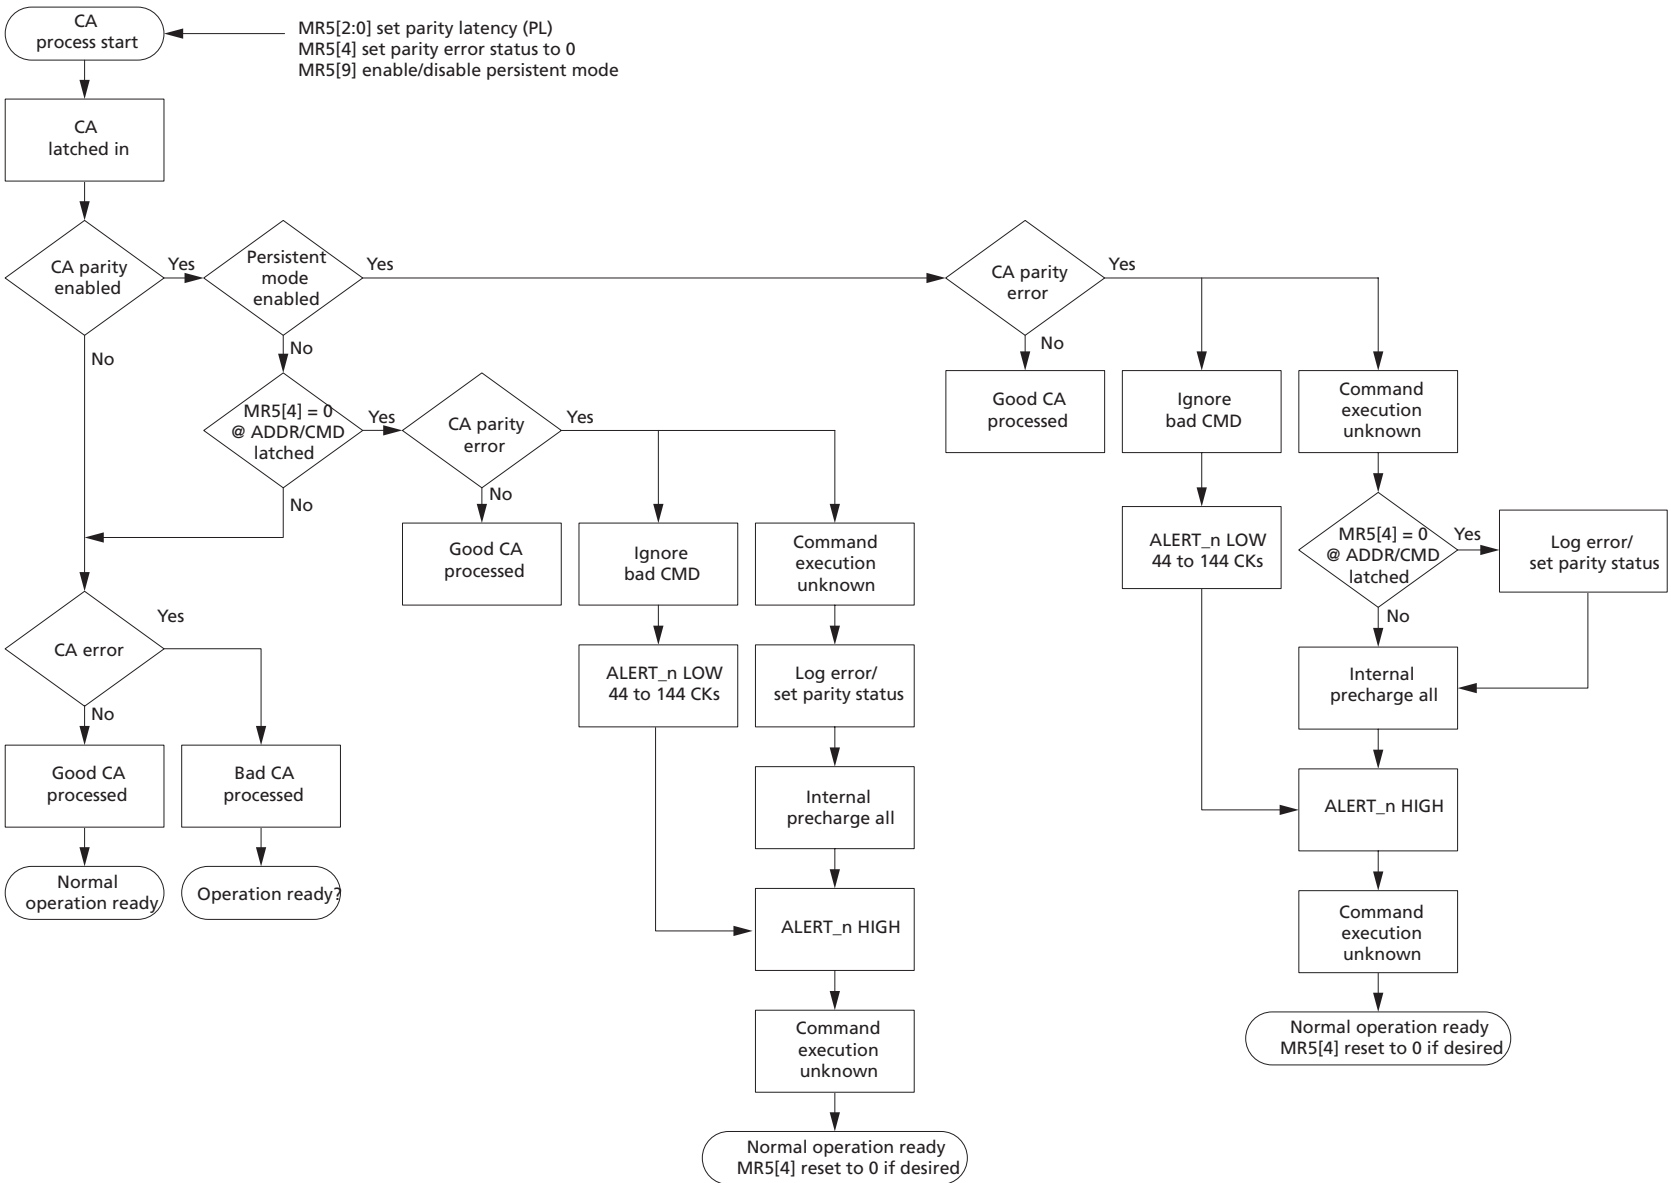 CA
process start
MR5[2:0] set parity latency (PL)
MR5[4] set parity error status to 0
MR5[9] enable/disable persistent mode
CA
latched in
CA parity
enabled
Yes
Persistent
mode
enabled
Yes
CA parity
error
Yes
No
No
No
MR5[4] = 0
@ ADDR/CMD
latched
Yes
CA parity
error
Yes
Good CA
processed
Ignore
bad CMD
Command
execution
unknown
No
No
Good CA
processed
Ignore
bad CMD
Command
execution
unknown
ALERT_n LOW
44 to 144 CKs
MR5[4] = 0
@ ADDR/CMD
latched
Yes
Log error/
set parity status
No
CA error
Yes
No
ALERT_n LOW
44 to 144 CKs
Log error/
set parity status
Internal
precharge all
Good CA
processed
Bad CA
processed
Internal
precharge all
ALERT_n HIGH
Normal
operation ready
Operation ready?
ALERT_n HIGH
Command
execution
unknown
Command
execution
unknown
Normal operation ready
MR5[4] reset to 0 if desired
Normal operation ready
MR5[4] reset to 0 if desired